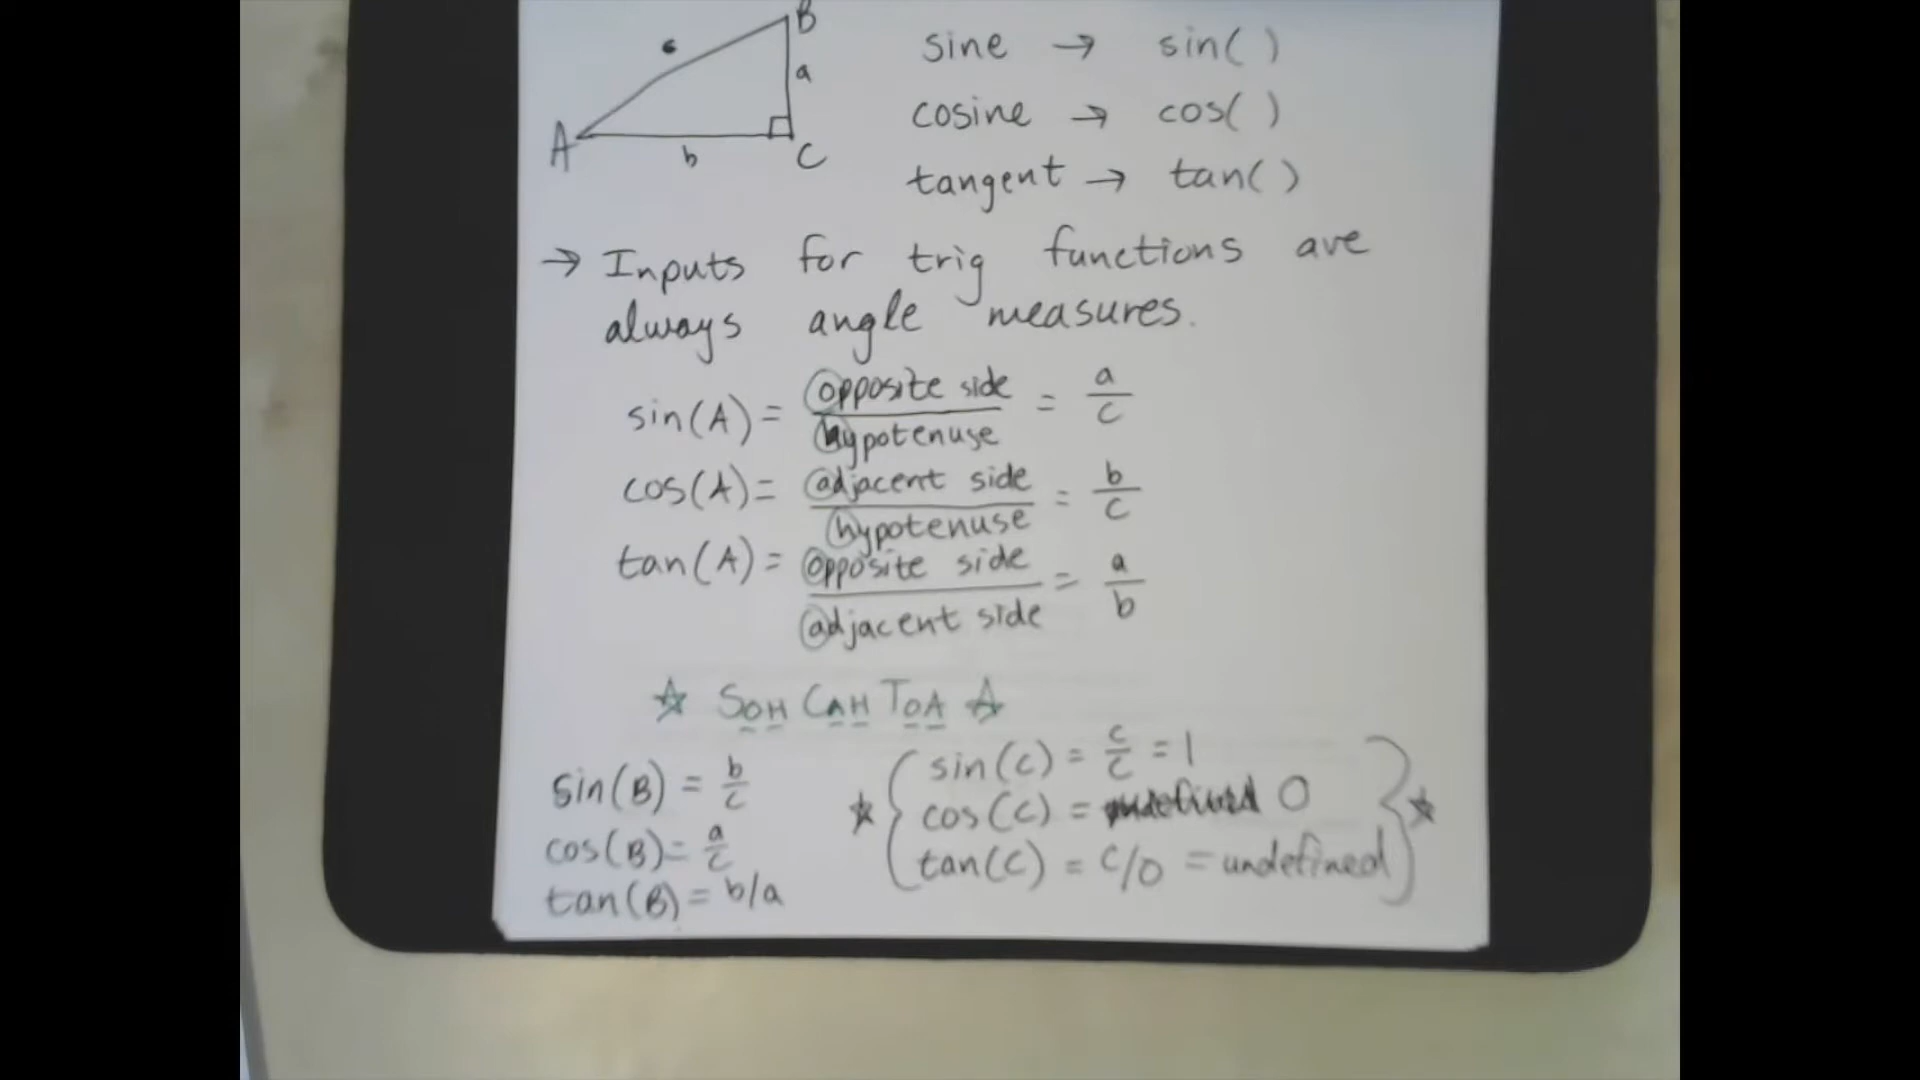 B
c
a
A
b
C
sine → sin( )
cosine → cos( )
tangent → tan( )
→ Inputs for trig functions are
always angle measures.
sin(A) = opposite side / hypotenuse = a/c
cos(A) = adjacent side / hypotenuse = b/c
tan(A) = opposite side / adjacent side = a/b
☆ SOH CAH TOA ☆
sin(B) = b/c
cos(B) = a/c
tan(B) = b/a
★ { sin(C) = c/c = 1
cos(C) = 0
tan(C) = c/0 = undefined } ★